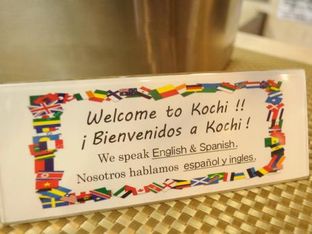 Welcome to Kochi !!
¡ Bienvenidos a Kochi !
We speak English & Spanish.
Nosotros hablamos español y ingles.